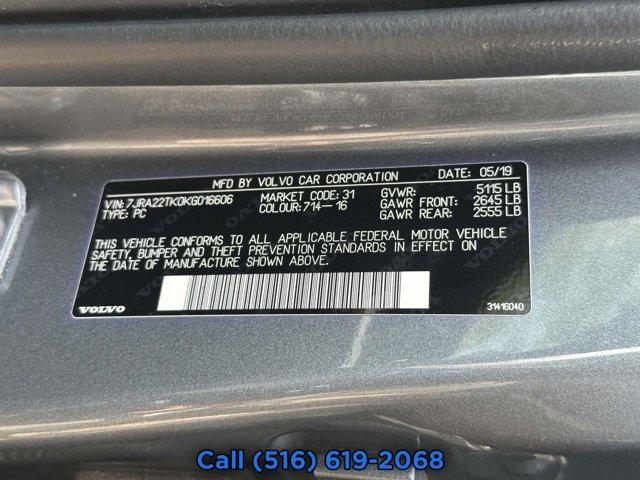 MFD BY VOLVO CAR CORPORATION DATE: 05/19
VIN: 7JRA22TK0KG016606 MARKET CODE: 31 GVWR: 5115 LB
TYPE: PC COLOUR: 714-16 GAWR FRONT: 2645 LB
GAWR REAR: 2555 LB
THIS VEHICLE CONFORMS TO ALL APPLICABLE FEDERAL MOTOR VEHICLE
SAFETY, BUMPER AND THEFT PREVENTION STANDARDS IN EFFECT ON
THE DATE OF MANUFACTURE SHOWN ABOVE.
VOLVO 31416040
Call (516) 619-2068